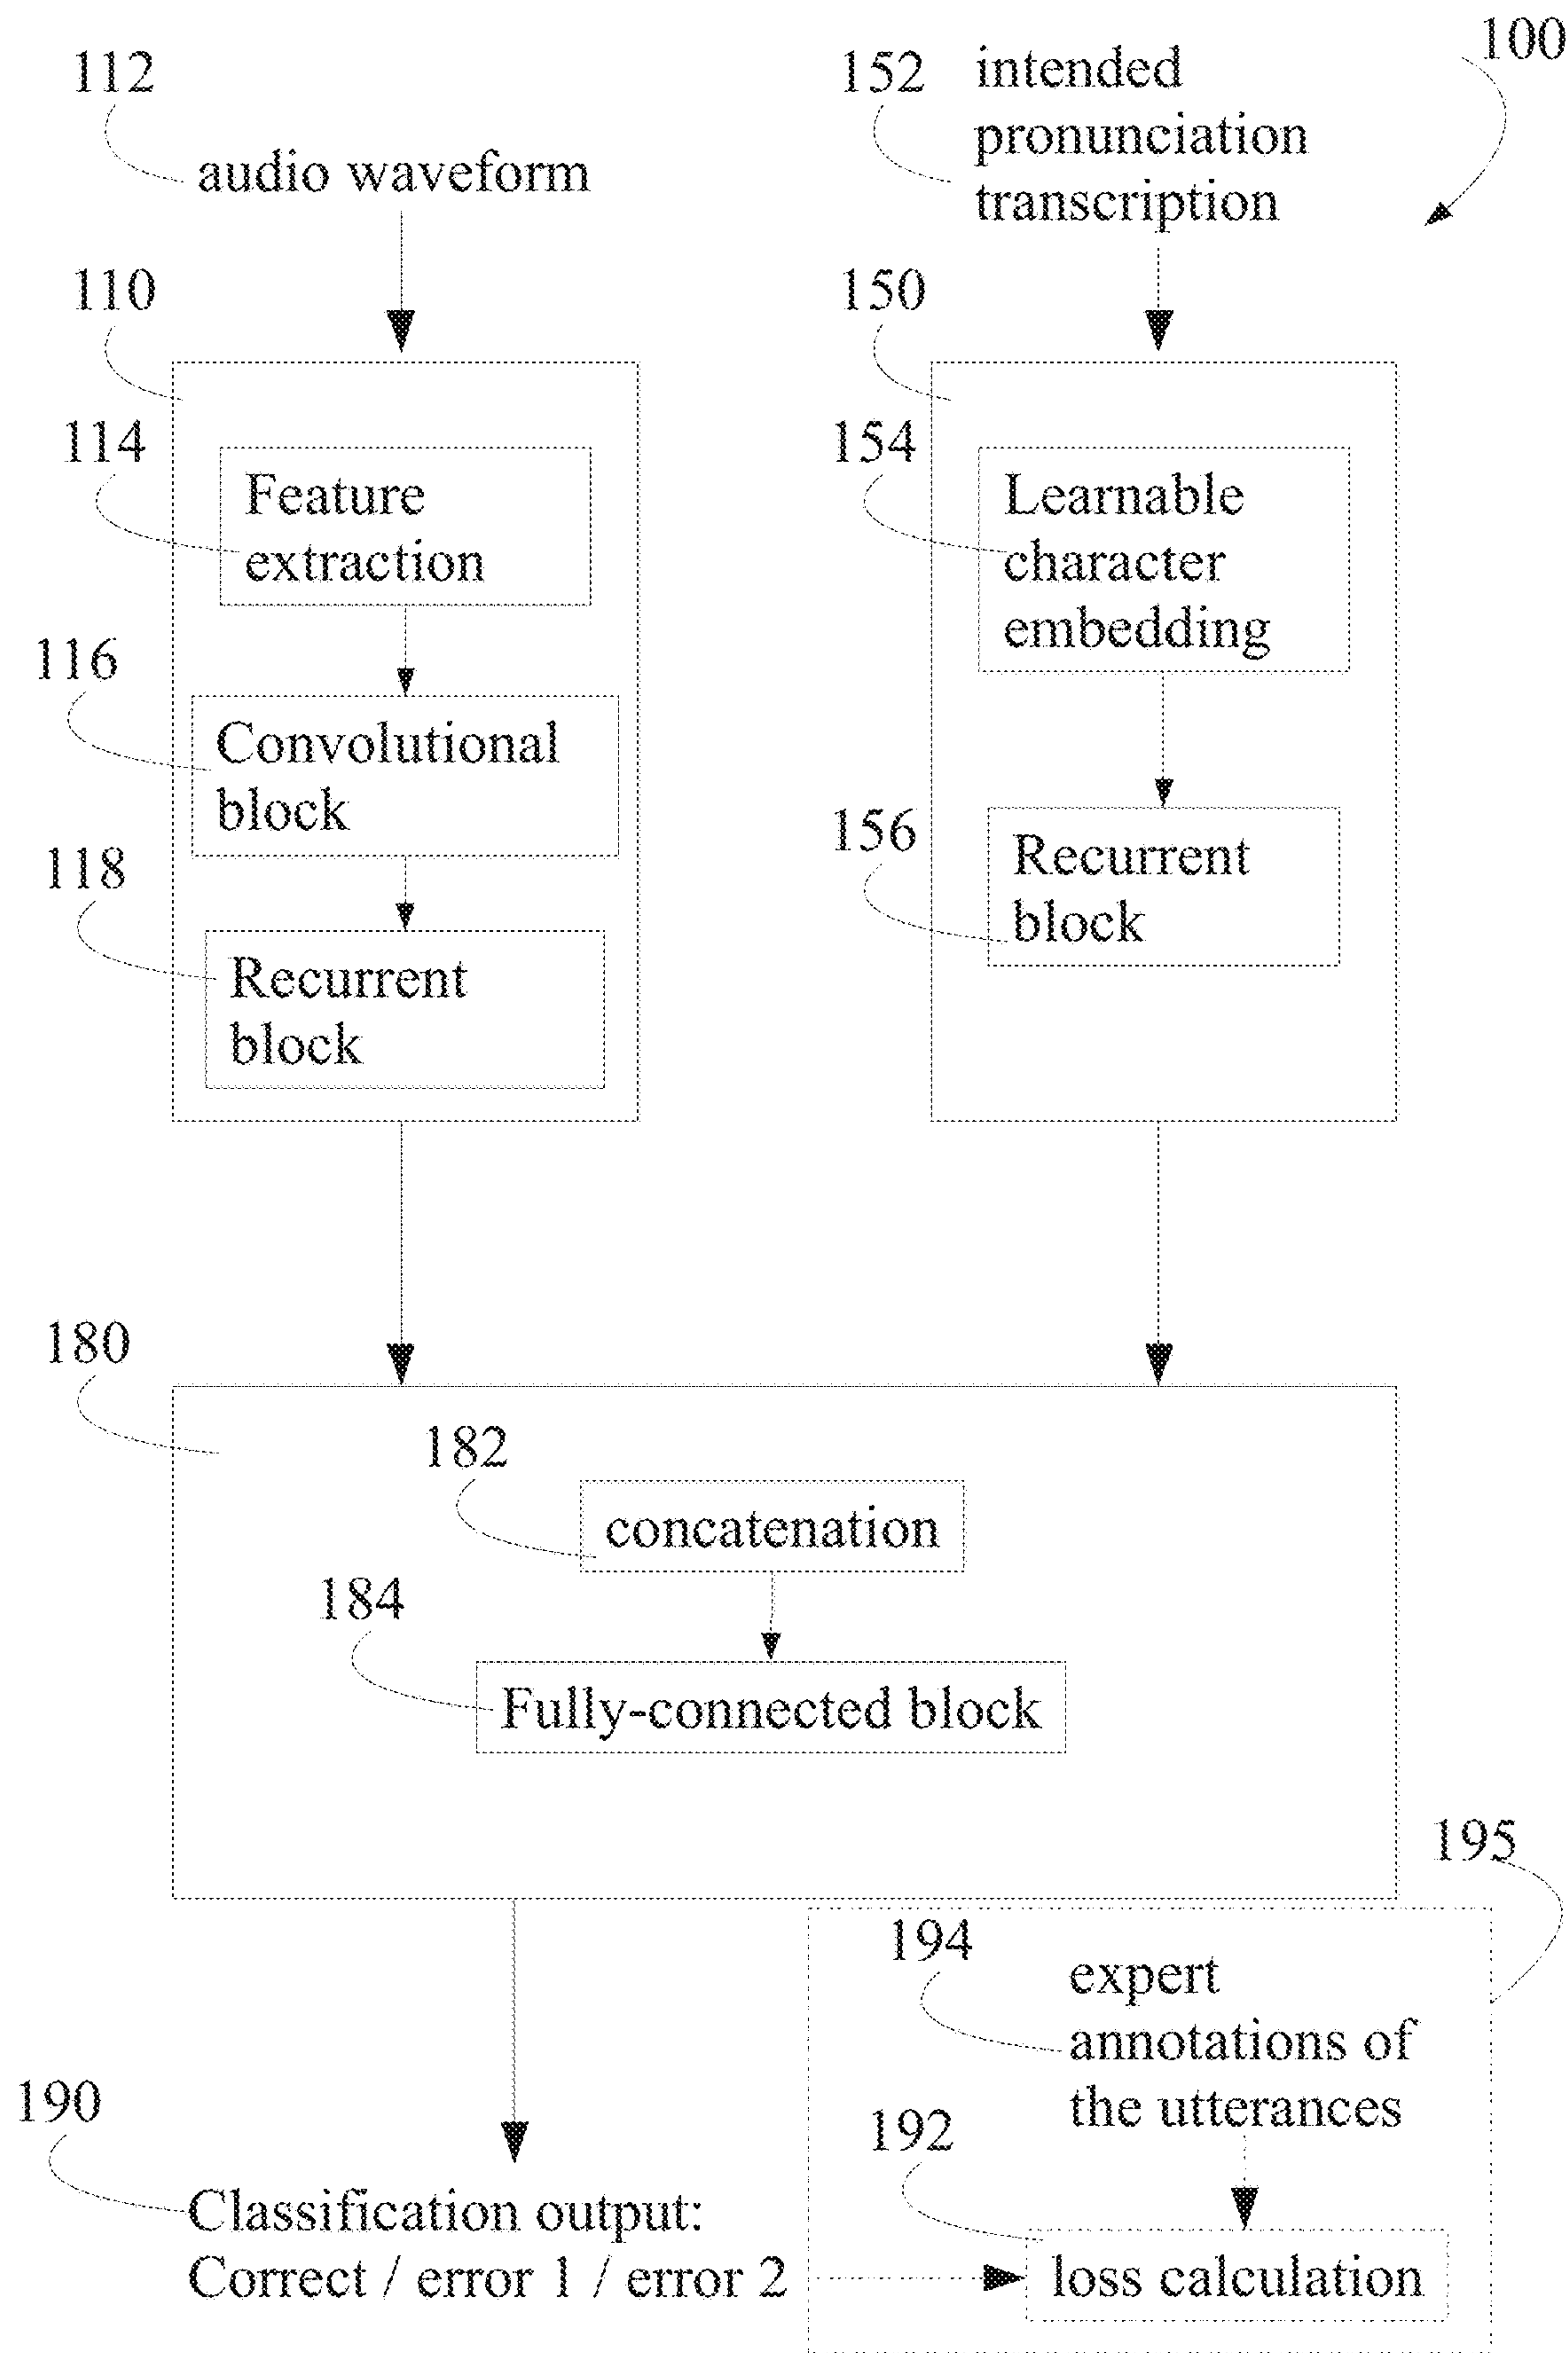 100
112
152
intended
pronunciation
transcription
audio waveform
110
150
114
Feature
extraction
154
Learnable
character
embedding
116
Convolutional
block
118
Recurrent
block
156
Recurrent
block
180
182
concatenation
184
Fully-connected block
195
194
expert
annotations of
the utterances
190
192
Classification output:
Correct / error 1 / error 2
loss calculation